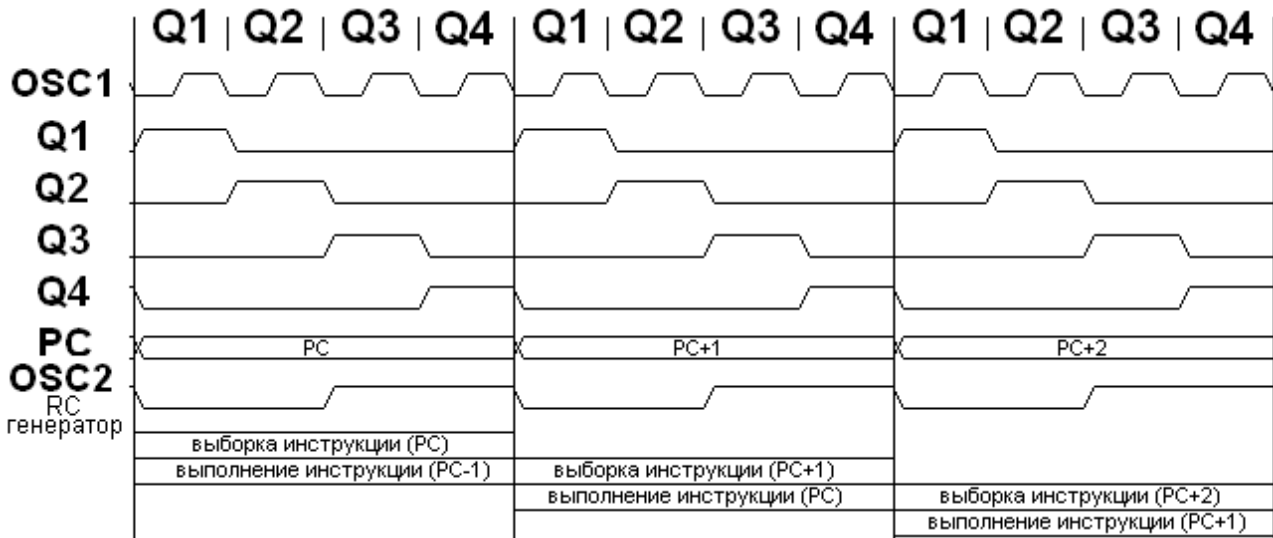 Q1 | Q2 | Q3 | Q4 | Q1 | Q2 | Q3 | Q4 | Q1 | Q2 | Q3 | Q4
OSC1
Q1
Q2
Q3
Q4
PC PC PC+1 PC+2
OSC2
RC
генератор
выборка инструкции (PC)
выполнение инструкции (PC-1) выборка инструкции (PC+1)
выполнение инструкции (PC) выборка инструкции (PC+2)
выполнение инструкции (PC+1)